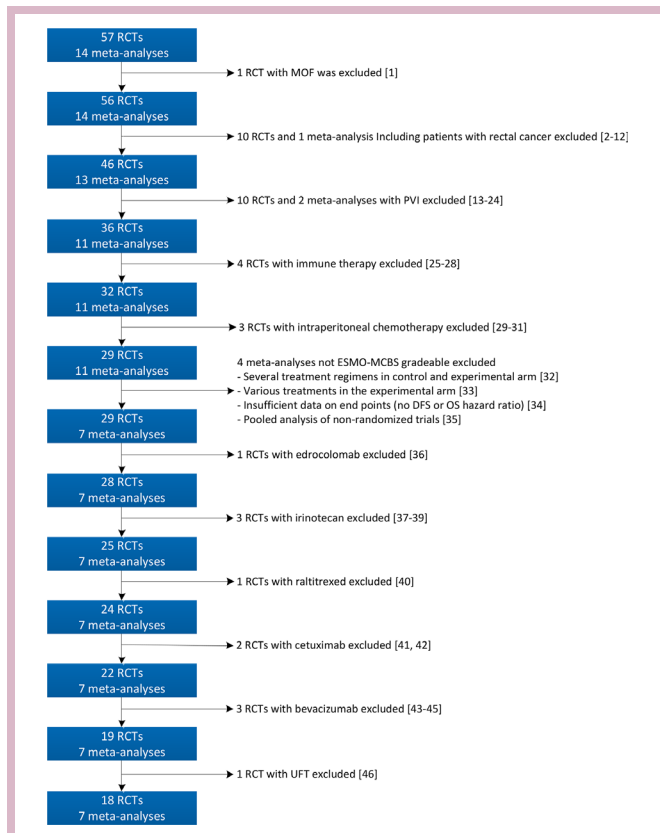 57 RCTs
14 meta-analyses
1 RCT with MOF was excluded [1]
56 RCTs
14 meta-analyses
10 RCTs and 1 meta-analysis Including patients with rectal cancer excluded [2-12]
46 RCTs
13 meta-analyses
10 RCTs and 2 meta-analyses with PVI excluded [13-24]
36 RCTs
11 meta-analyses
4 RCTs with immune therapy excluded [25-28]
32 RCTs
11 meta-analyses
3 RCTs with intraperitoneal chemotherapy excluded [29-31]
29 RCTs
11 meta-analyses
4 meta-analyses not ESMO-MCBS gradeable excluded
- Several treatment regimens in control and experimental arm [32]
- Various treatments in the experimental arm [33]
- Insufficient data on end points (no DFS or OS hazard ratio) [34]
- Pooled analysis of non-randomized trials [35]
29 RCTs
7 meta-analyses
1 RCTs with edrocolomab excluded [36]
28 RCTs
7 meta-analyses
3 RCTs with irinotecan excluded [37-39]
25 RCTs
7 meta-analyses
1 RCTs with raltitrexed excluded [40]
24 RCTs
7 meta-analyses
2 RCTs with cetuximab excluded [41, 42]
22 RCTs
7 meta-analyses
3 RCTs with bevacizumab excluded [43-45]
19 RCTs
7 meta-analyses
1 RCT with UFT excluded [46]
18 RCTs
7 meta-analyses